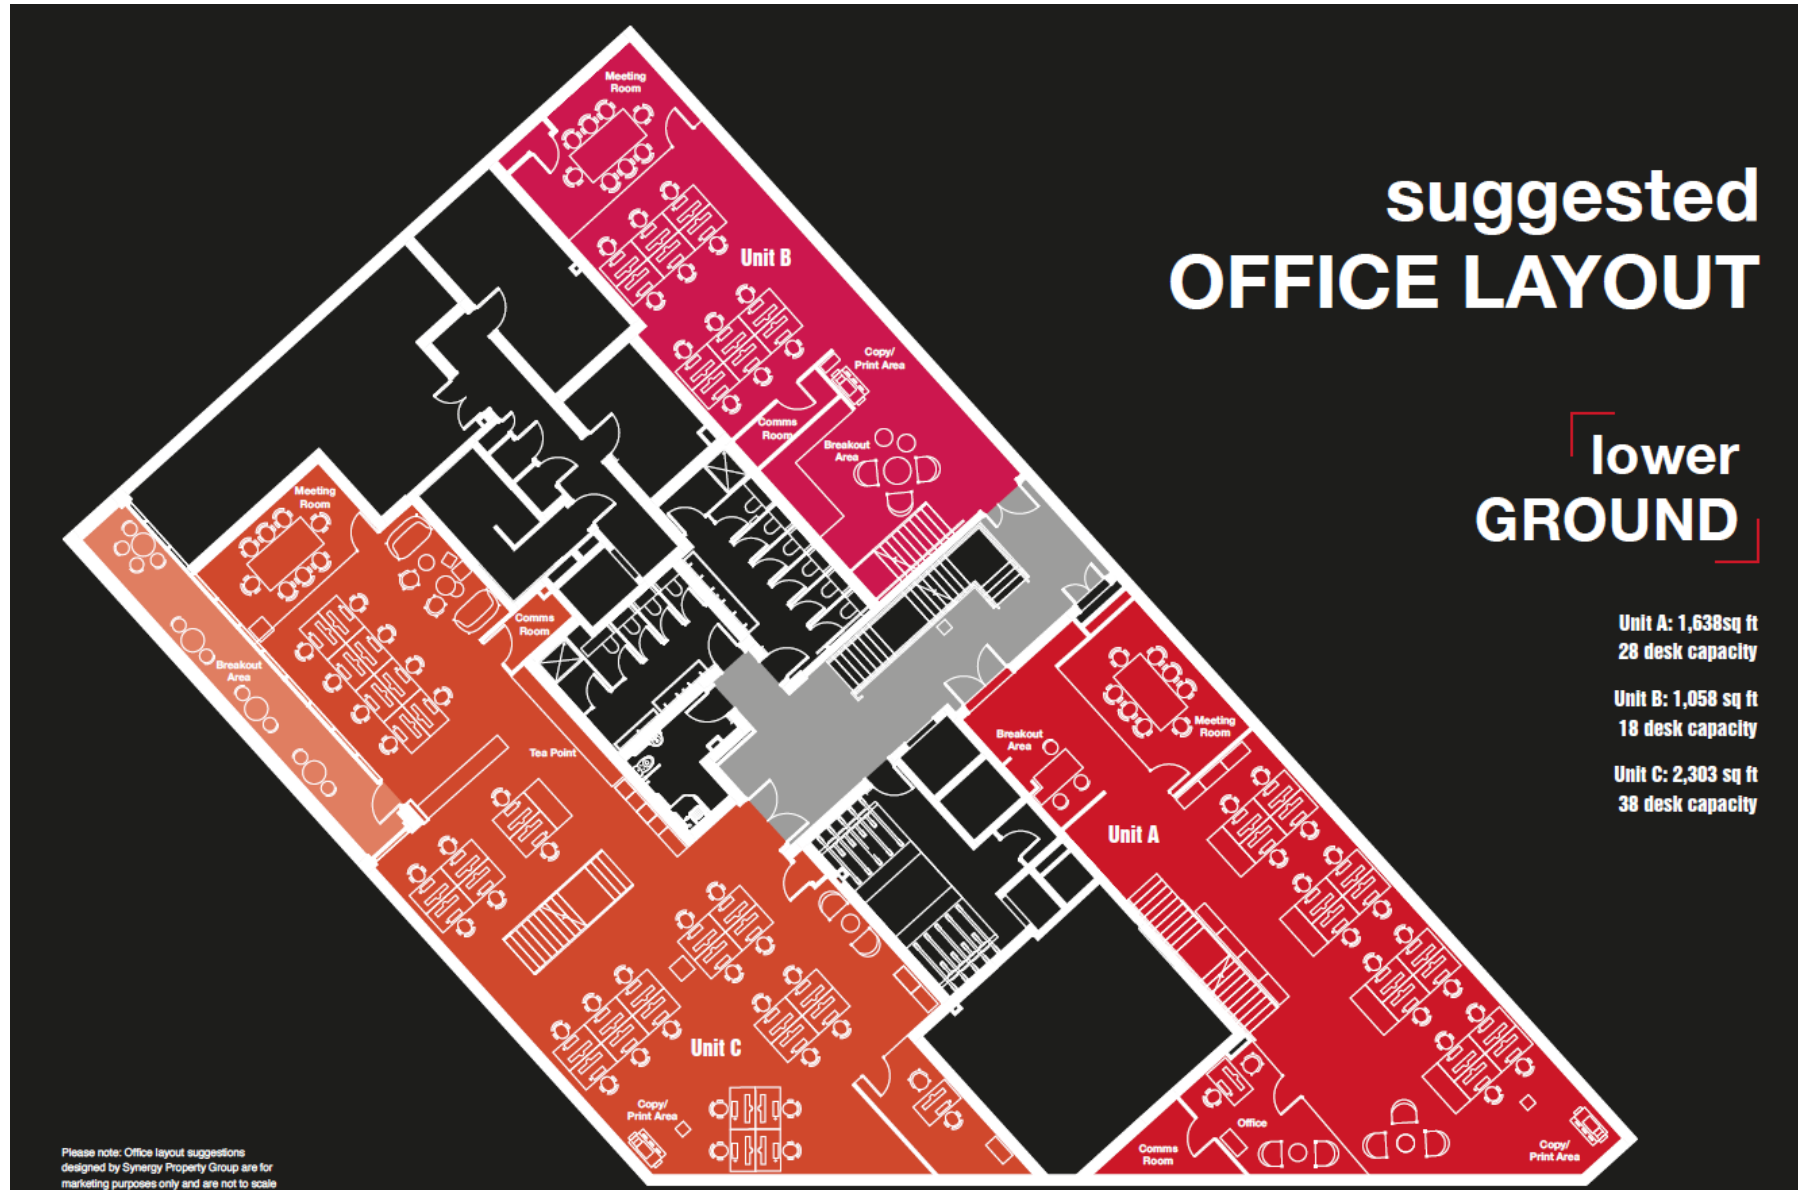 suggested
OFFICE LAYOUT
lower
GROUND
Unit A: 1,638sq ft
28 desk capacity
Unit B: 1,058 sq ft
18 desk capacity
Unit C: 2,303 sq ft
38 desk capacity
Meeting
Room
Unit B
Copy/
Print Area
Comms
Room
Breakout
Area
Meeting
Room
Comms
Room
Breakout
Area
Tea Point
Unit C
Copy/
Print Area
Meeting
Room
Breakout
Area
Unit A
Office
Comms
Room
Copy/
Print Area
Please note: Office layout suggestions
designed by Synergy Property Group are for
marketing purposes only and are not to scale